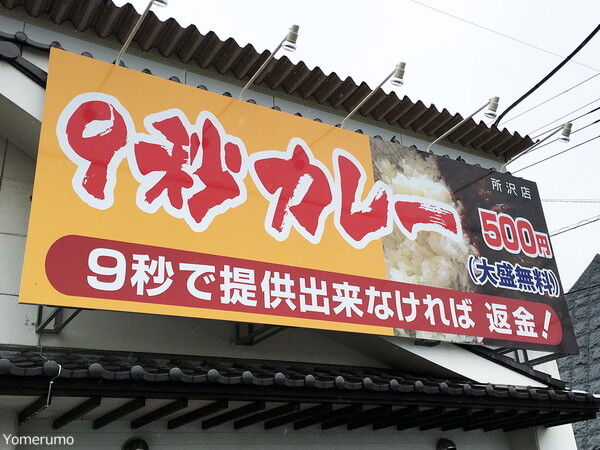 9秒カレー
所沢店
500円
(大盛無料)
9秒で提供出来なければ 返金!
Yomerumo